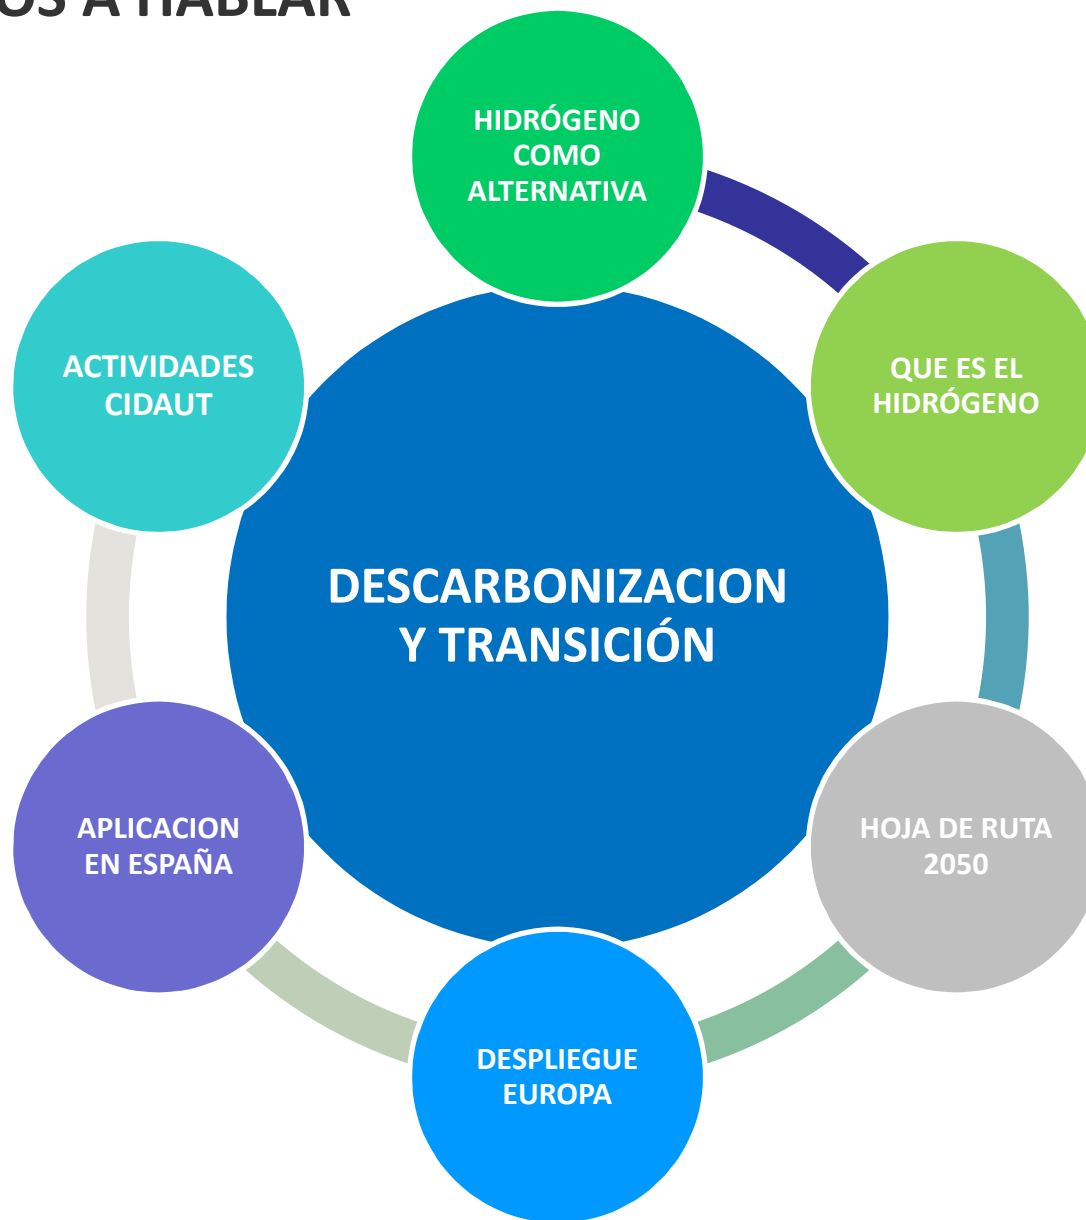 A HABLAR
HIDRÓGENO
COMO
ALTERNATIVA
QUE ES EL
HIDRÓGENO
HOJA DE RUTA
2050
DESPLIEGUE
EUROPA
APLICACION
EN ESPAÑA
ACTIVIDADES
CIDAUT
DESCARBONIZACION
Y TRANSICIÓN